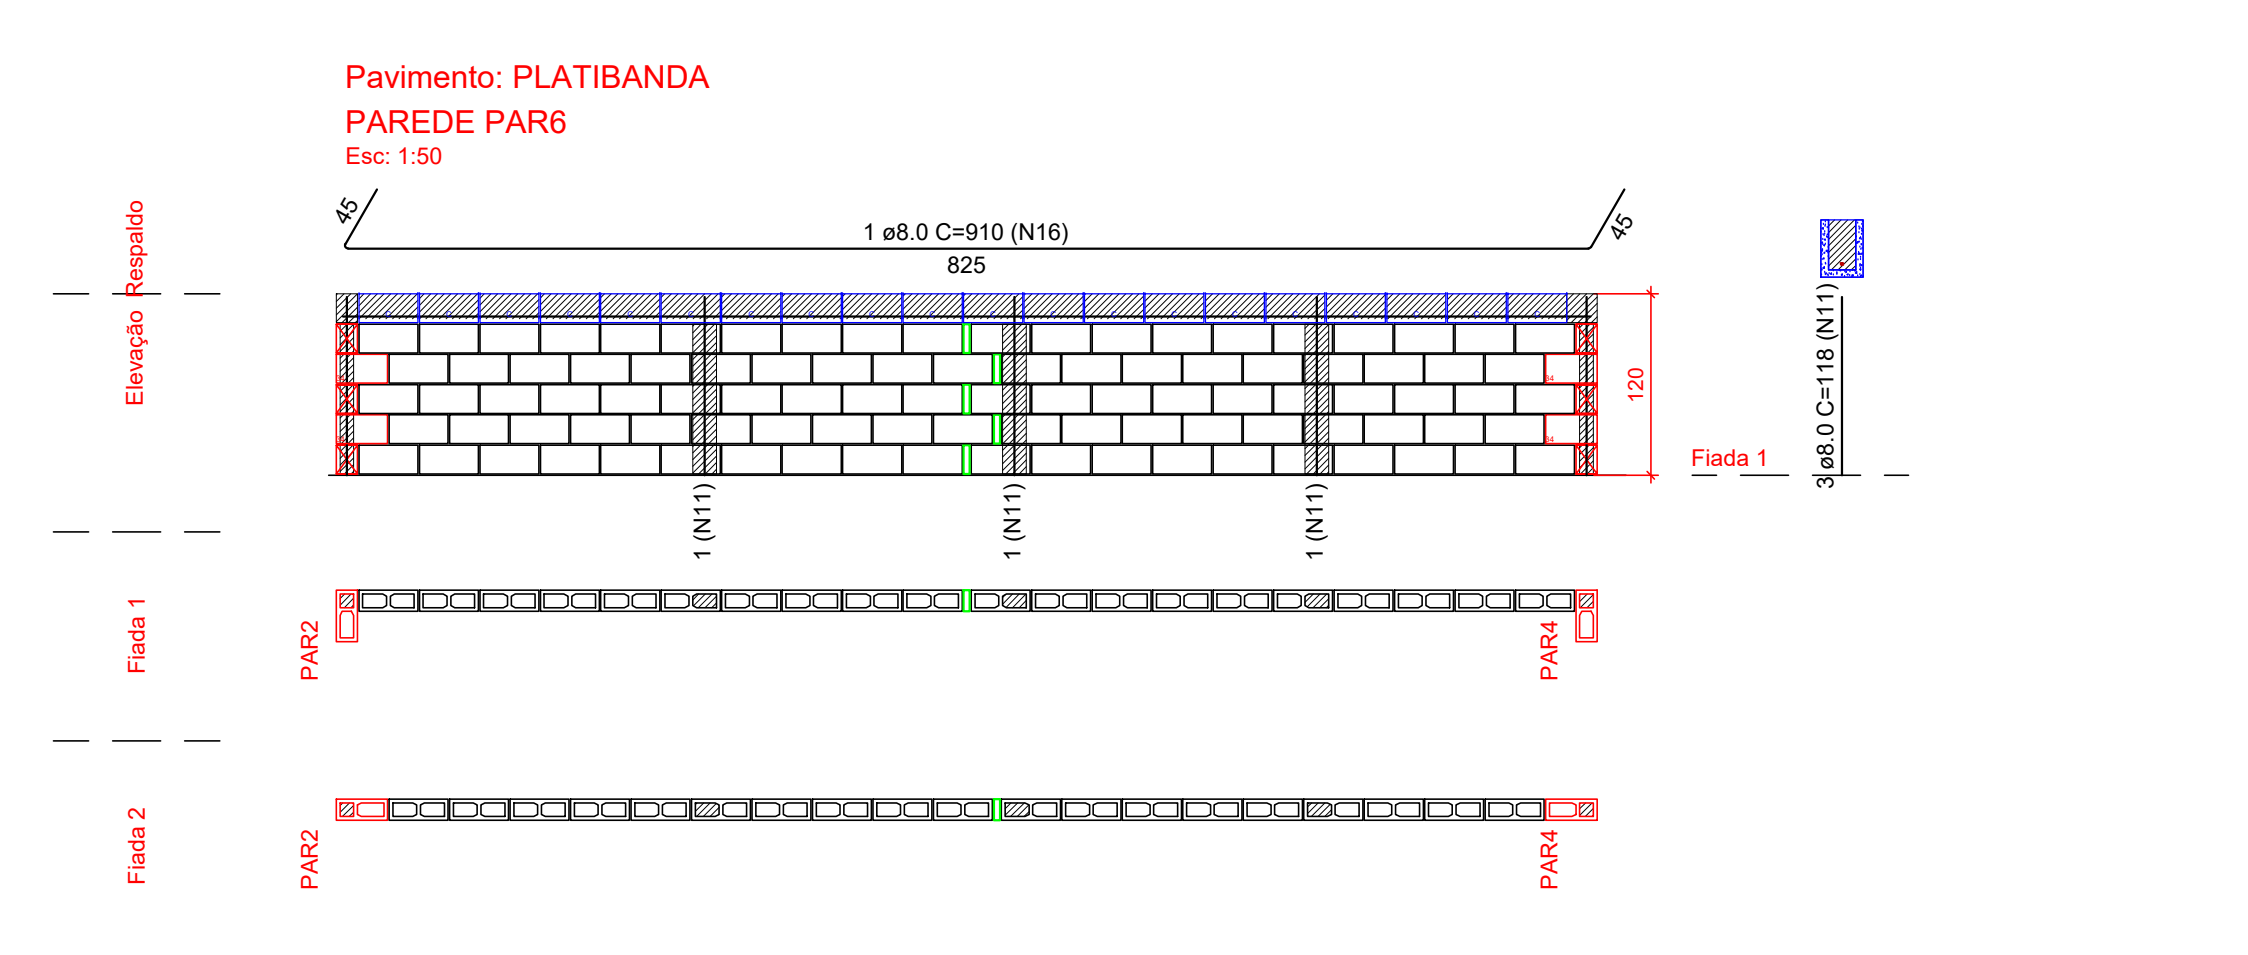 Pavimento: PLATIBANDA
PAREDE PAR6
Esc: 1:50
45
1 ø8.0 C=910 (N16)
825
45
Elevação Respaldo
34
34
120
Fiada 1
3 ø8.0 C=118 (N11)
1 (N11)
1 (N11)
1 (N11)
Fiada 1
PAR2
PAR4
Fiada 2
PAR2
PAR4